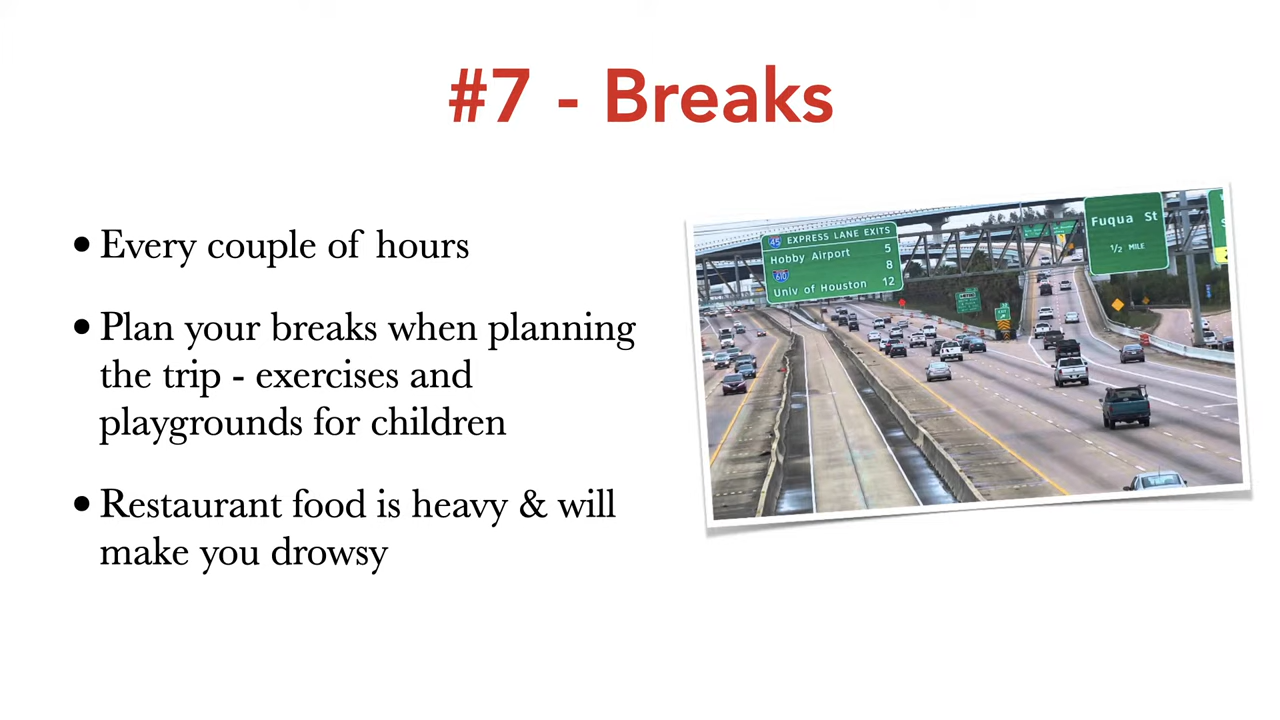 #7 - Breaks
• Every couple of hours
• Plan your breaks when planning
the trip - exercises and
playgrounds for children
• Restaurant food is heavy & will
make you drowsy
45 EXPRESS LANE EXITS
Hobby Airport 5
610 8
Univ of Houston 12
Fuqua St
½ MILE